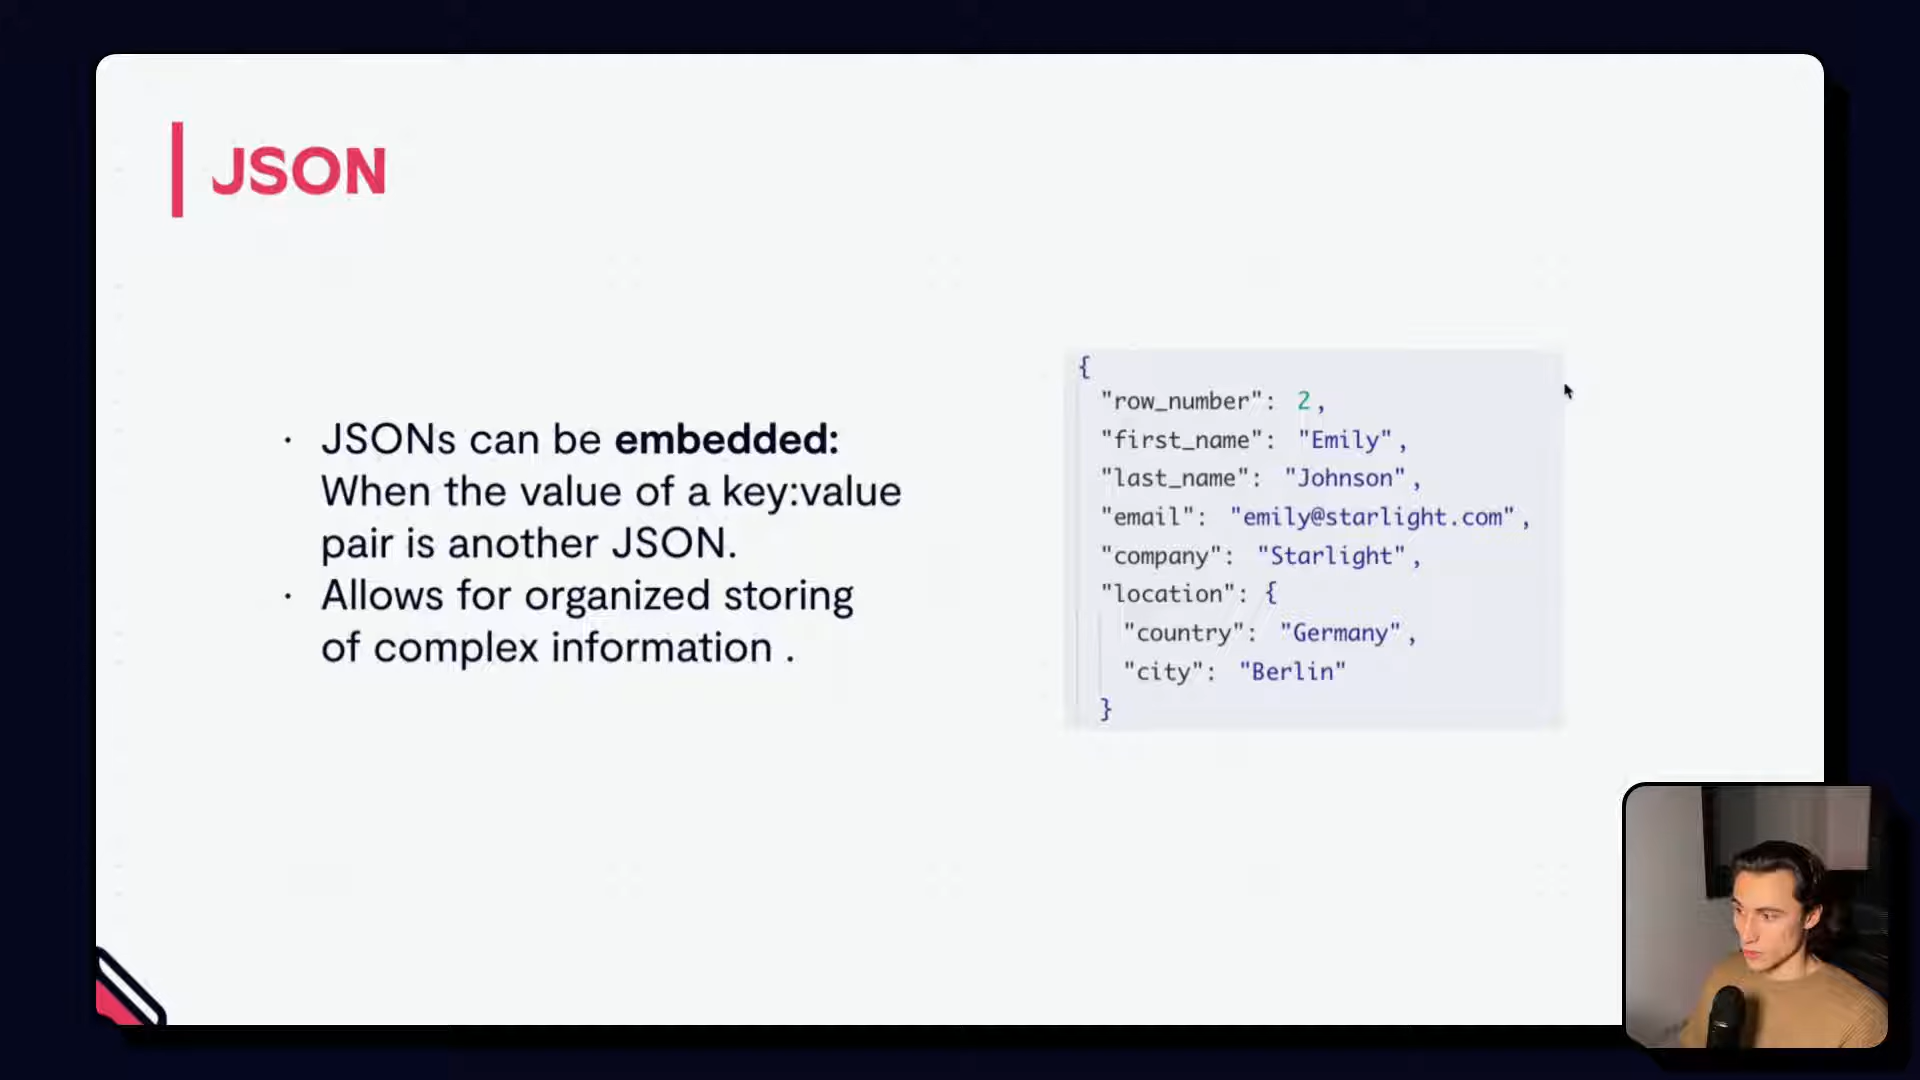 JSON
· JSONs can be embedded:
When the value of a key:value
pair is another JSON.
· Allows for organized storing
of complex information .
{
"row_number": 2,
"first_name": "Emily",
"last_name": "Johnson",
"email": "emily@starlight.com",
"company": "Starlight",
"location": {
"country": "Germany",
"city": "Berlin"
}